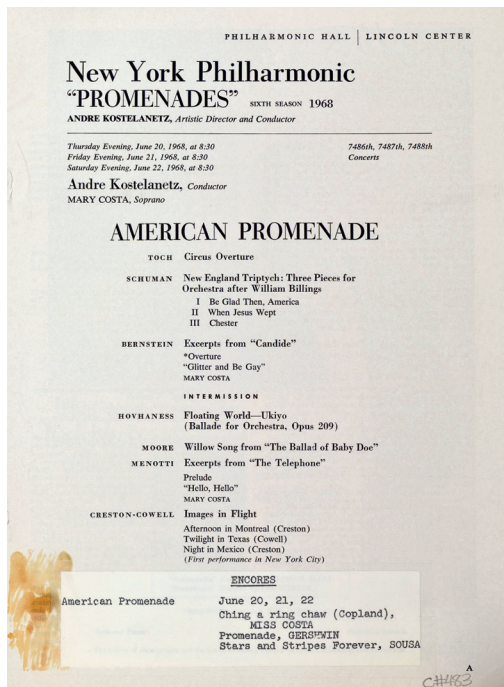 PHILHARMONIC HALL | LINCOLN CENTER
New York Philharmonic
“PROMENADES” SIXTH SEASON 1968
ANDRE KOSTELANETZ, Artistic Director and Conductor
Thursday Evening, June 20, 1968, at 8:30 7486th, 7487th, 7488th
Friday Evening, June 21, 1968, at 8:30 Concerts
Saturday Evening, June 22, 1968, at 8:30
Andre Kostelanetz, Conductor
MARY COSTA, Soprano
AMERICAN PROMENADE
TOCH Circus Overture
SCHUMAN New England Triptych: Three Pieces for
Orchestra after William Billings
I Be Glad Then, America
II When Jesus Wept
III Chester
BERNSTEIN Excerpts from “Candide”
*Overture
“Glitter and Be Gay”
MARY COSTA
INTERMISSION
HOVHANESS Floating World—Ukiyo
(Ballade for Orchestra, Opus 209)
MOORE Willow Song from “The Ballad of Baby Doe”
MENOTTI Excerpts from “The Telephone”
Prelude
“Hello, Hello”
MARY COSTA
CRESTON-COWELL Images in Flight
Afternoon in Montreal (Creston)
Twilight in Texas (Cowell)
Night in Mexico (Creston)
(First performance in New York City)
ENCORES
American Promenade June 20, 21, 22
Ching a ring chaw (Copland),
MISS COSTA
Promenade, GERSHWIN
Stars and Stripes Forever, SOUSA
A
C#483